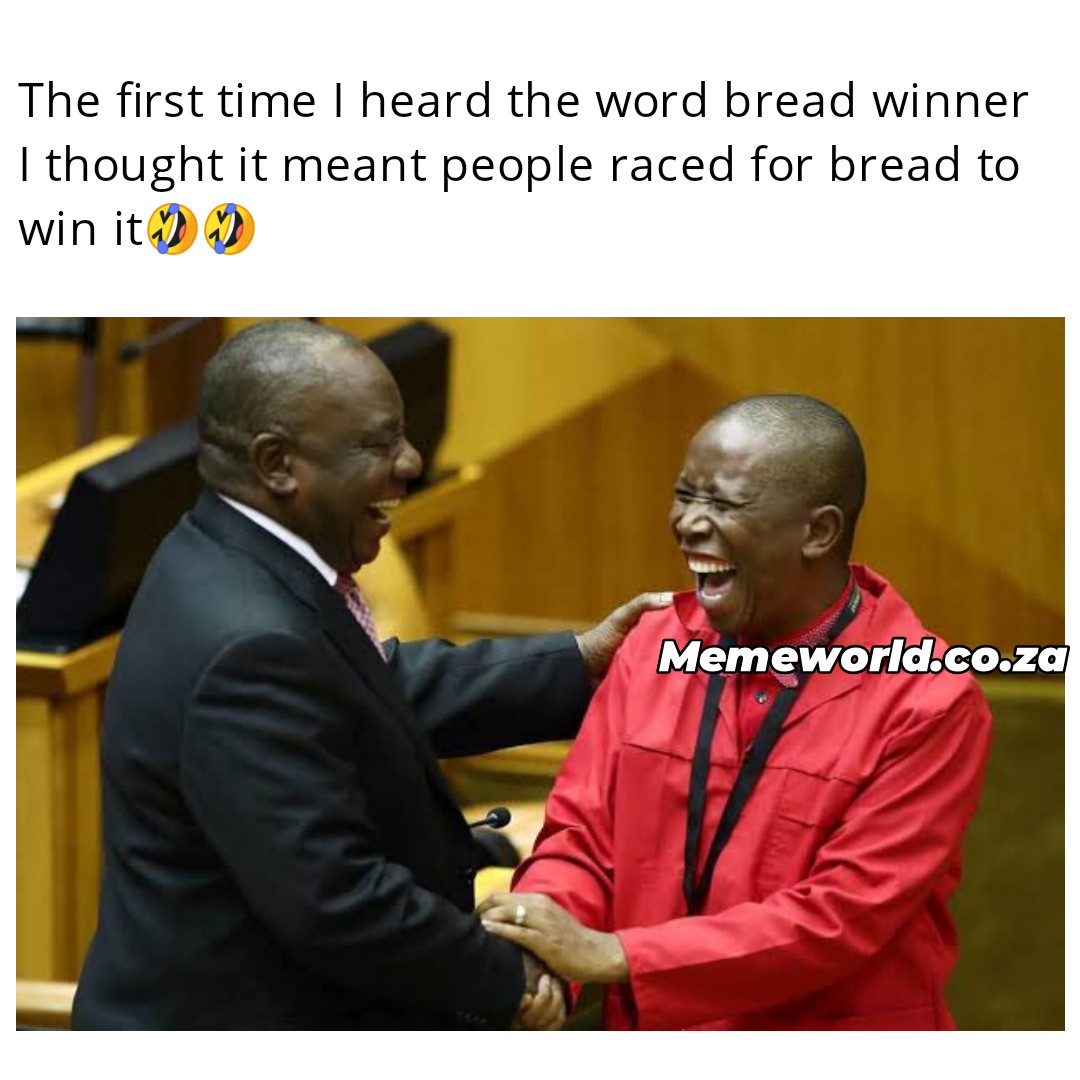 The first time I heard the word bread winner
I thought it meant people raced for bread to
win it🤣🤣
Memeworld.co.za